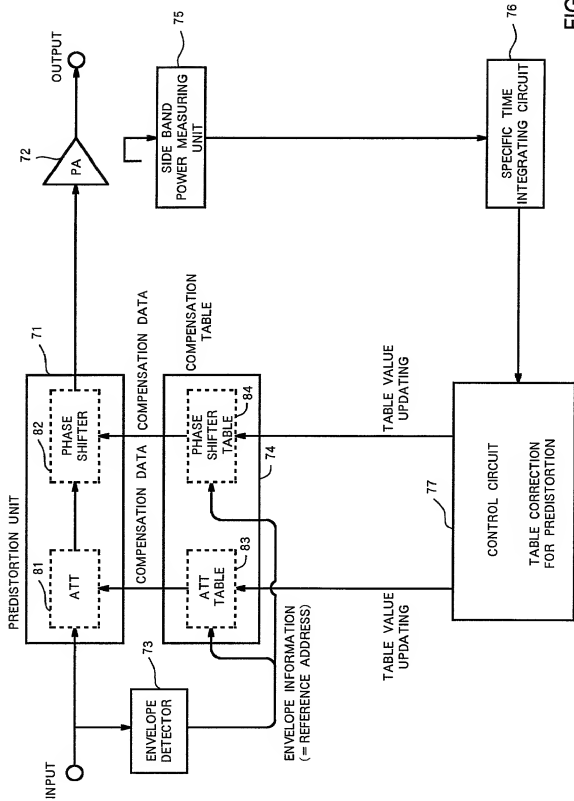 INPUT
ENVELOPE
DETECTOR
73
PREDISTORTION UNIT
71
81
ATT
82
PHASE
SHIFTER
72
PA
OUTPUT
COMPENSATION DATA
COMPENSATION DATA
COMPENSATION
TABLE
83
ATT
TABLE
PHASE
SHIFTER
TABLE
84
74
ENVELOPE INFORMATION
(=REFERENCE ADDRESS)
SIDE BAND
POWER MEASURING
UNIT
75
TABLE VALUE
UPDATING
TABLE VALUE
UPDATING
77
CONTROL CIRCUIT
TABLE CORRECTION
FOR PREDISTORTION
SPECIFIC TIME
INTEGRATING CIRCUIT
76
FIG